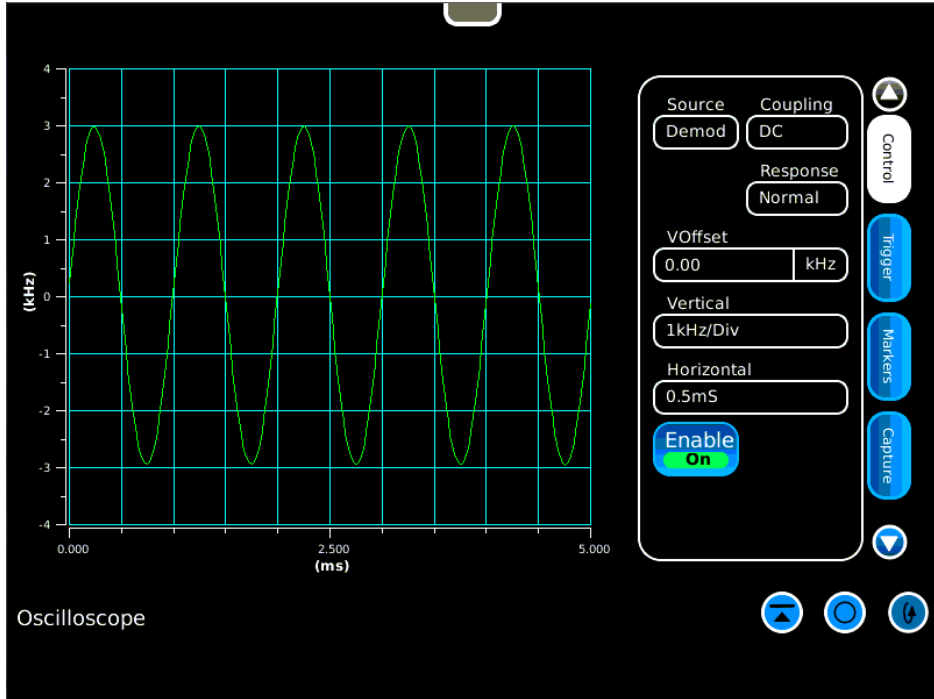 4
3
2
1
0
-1
-2
-3
-4
(kHz)
0.000 2.500 5.000
(ms)
Source Coupling
Demod DC
Response
Normal
VOffset
0.00 kHz
Vertical
1kHz/Div
Horizontal
0.5mS
Enable
On
Control
Trigger
Markers
Capture
Oscilloscope